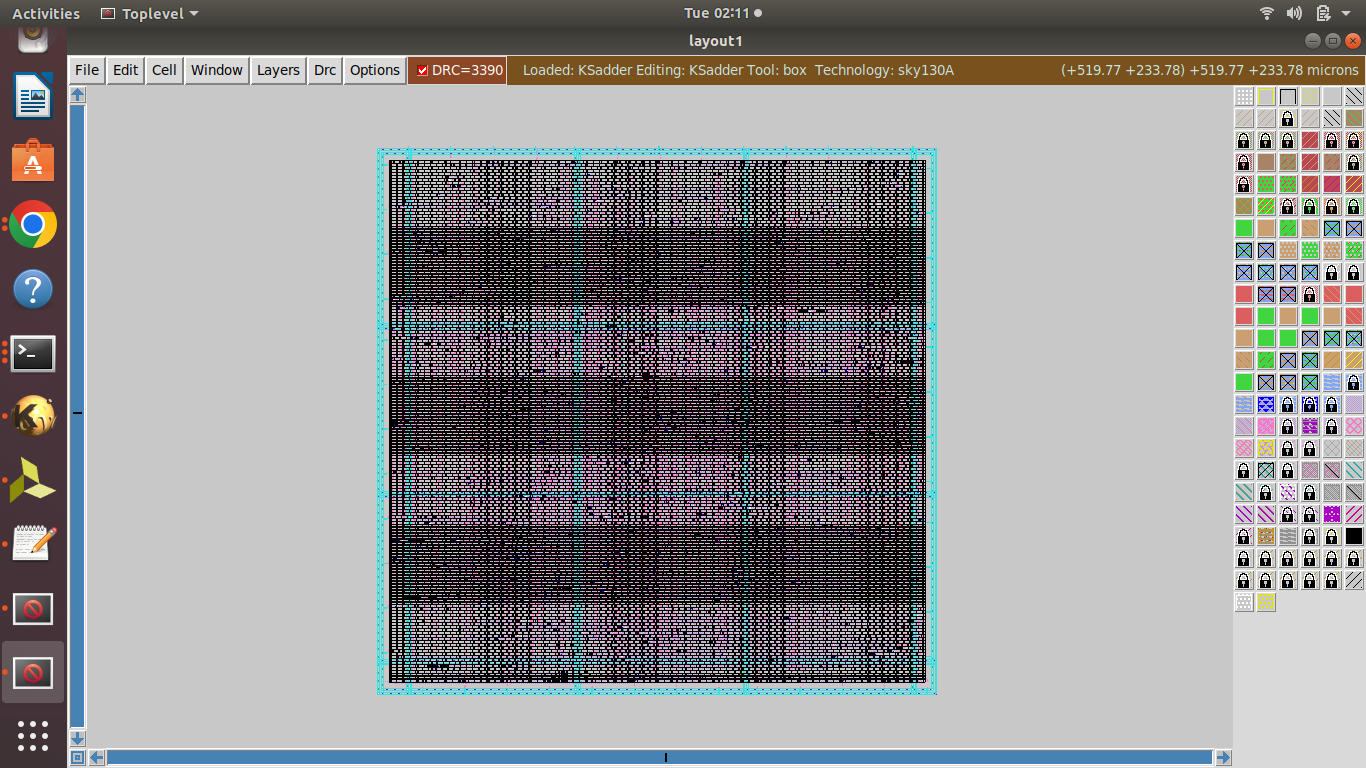 Activities Toplevel Tue 02:11
layout1
File Edit Cell Window Layers Drc Options DRC=3390 Loaded: KSadder Editing: KSadder Tool: box Technology: sky130A (+519.77 +233.78) +519.77 +233.78 microns